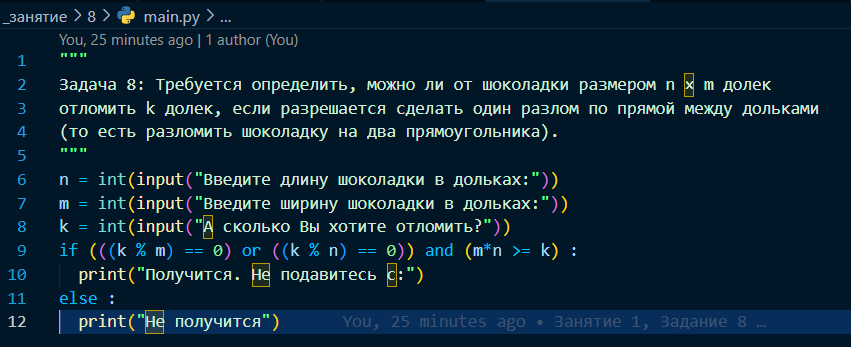 _занятие > 8 > main.py > ...
You, 25 minutes ago | 1 author (You)
1 """
2 Задача 8: Требуется определить, можно ли от шоколадки размером n х m долек
3 отломить k долек, если разрешается сделать один разлом по прямой между дольками
4 (то есть разломить шоколадку на два прямоугольника).
5 """
6 n = int(input("Введите длину шоколадки в дольках:"))
7 m = int(input("Введите ширину шоколадки в дольках:"))
8 k = int(input("А сколько Вы хотите отломить?"))
9 if (((k % m) == 0) or ((k % n) == 0)) and (m*n >= k) :
10   print("Получится. Не подавитесь с:")
11 else :
12   print("Не получится") You, 25 minutes ago • Занятие 1, Задание 8 …